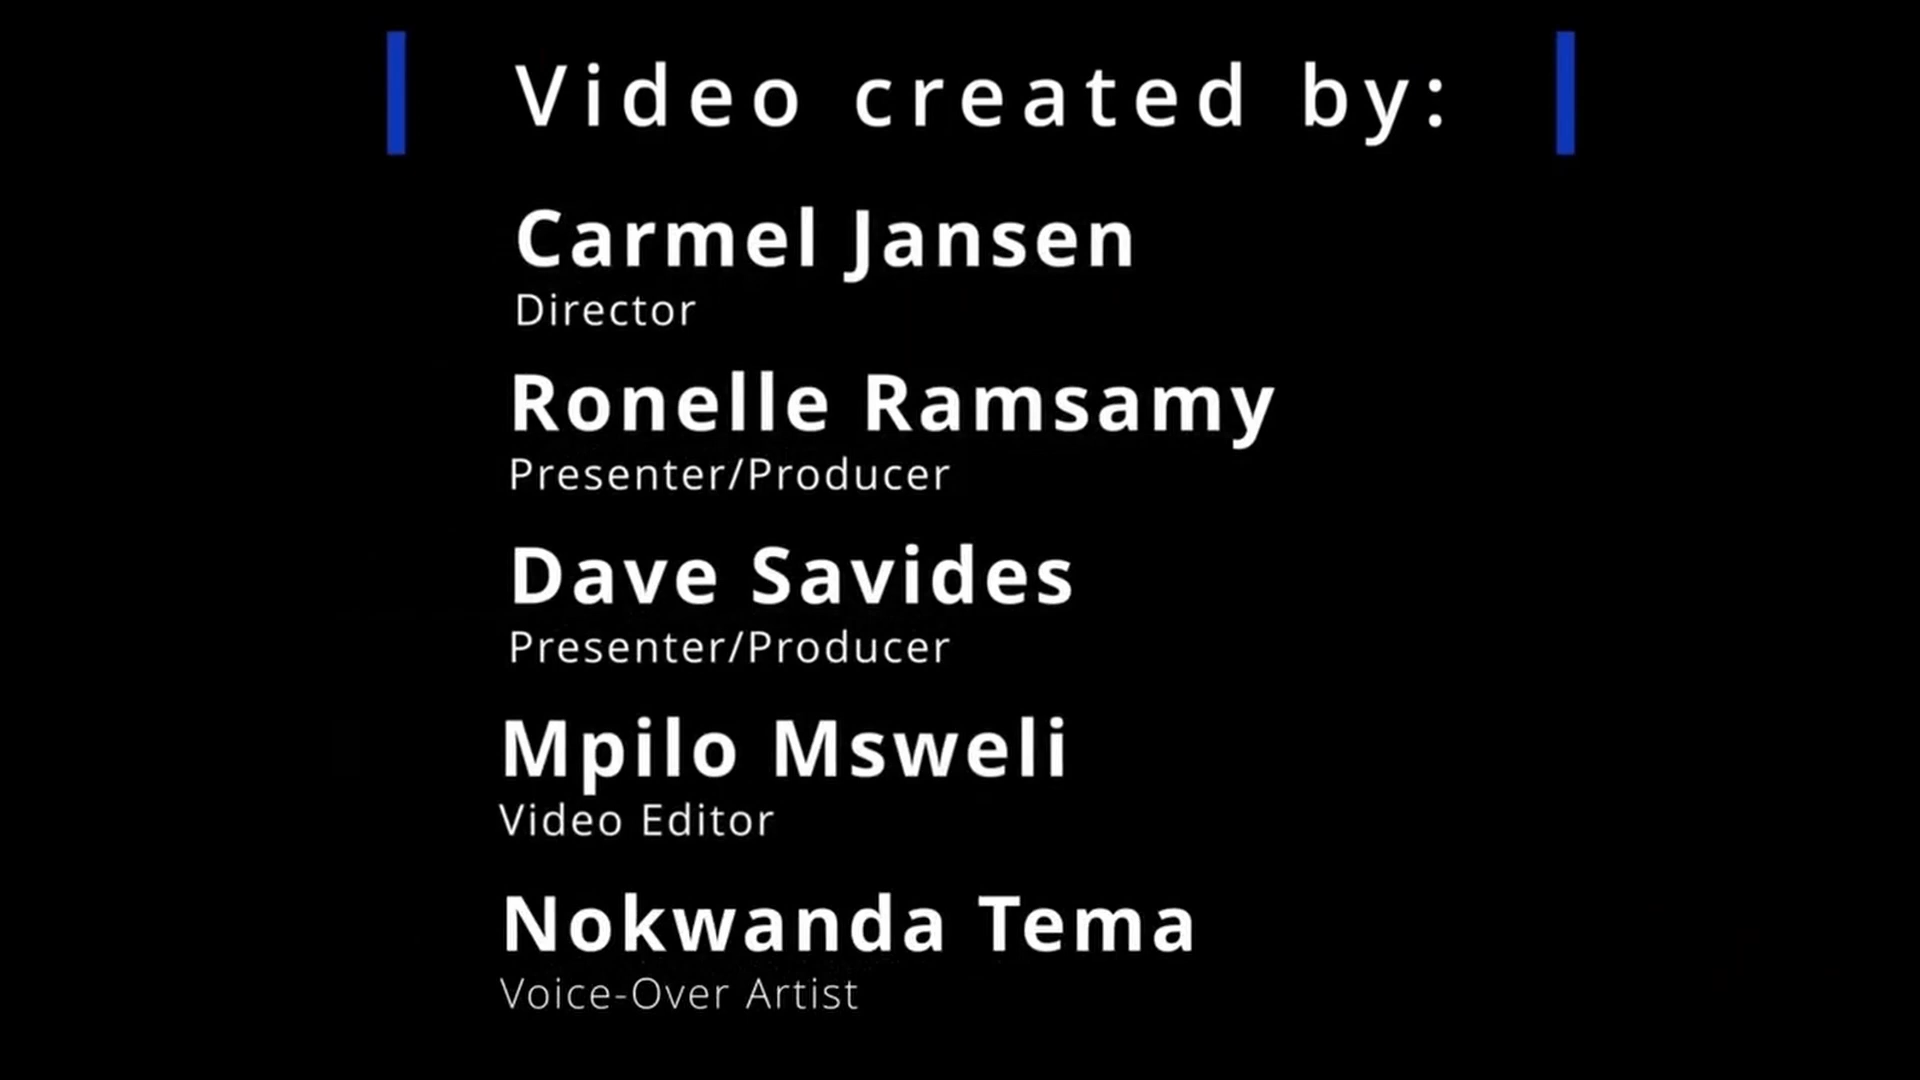 Video created by:
Carmel Jansen
Director
Ronelle Ramsamy
Presenter/Producer
Dave Savides
Presenter/Producer
Mpilo Msweli
Video Editor
Nokwanda Tema
Voice-Over Artist